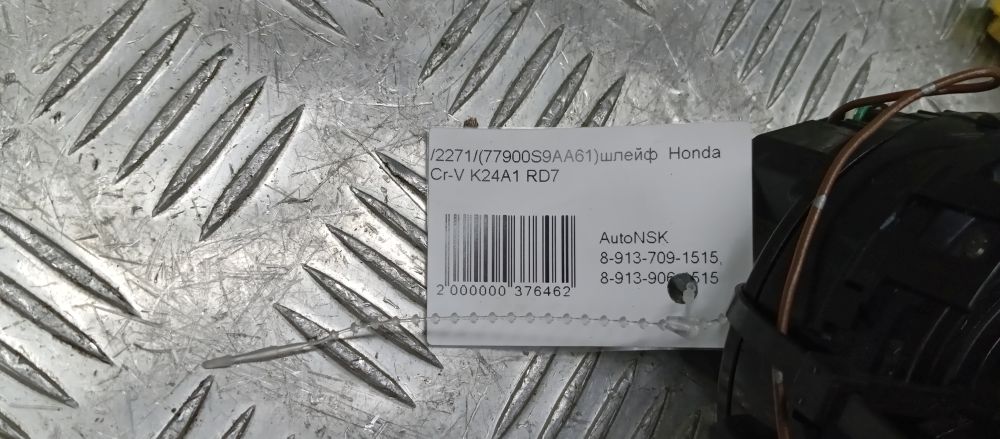 /2271/(77900S9AA61)шлейф Honda
Cr-V K24A1 RD7
AutoNSK
8-913-709-1515,
2 000000 376462